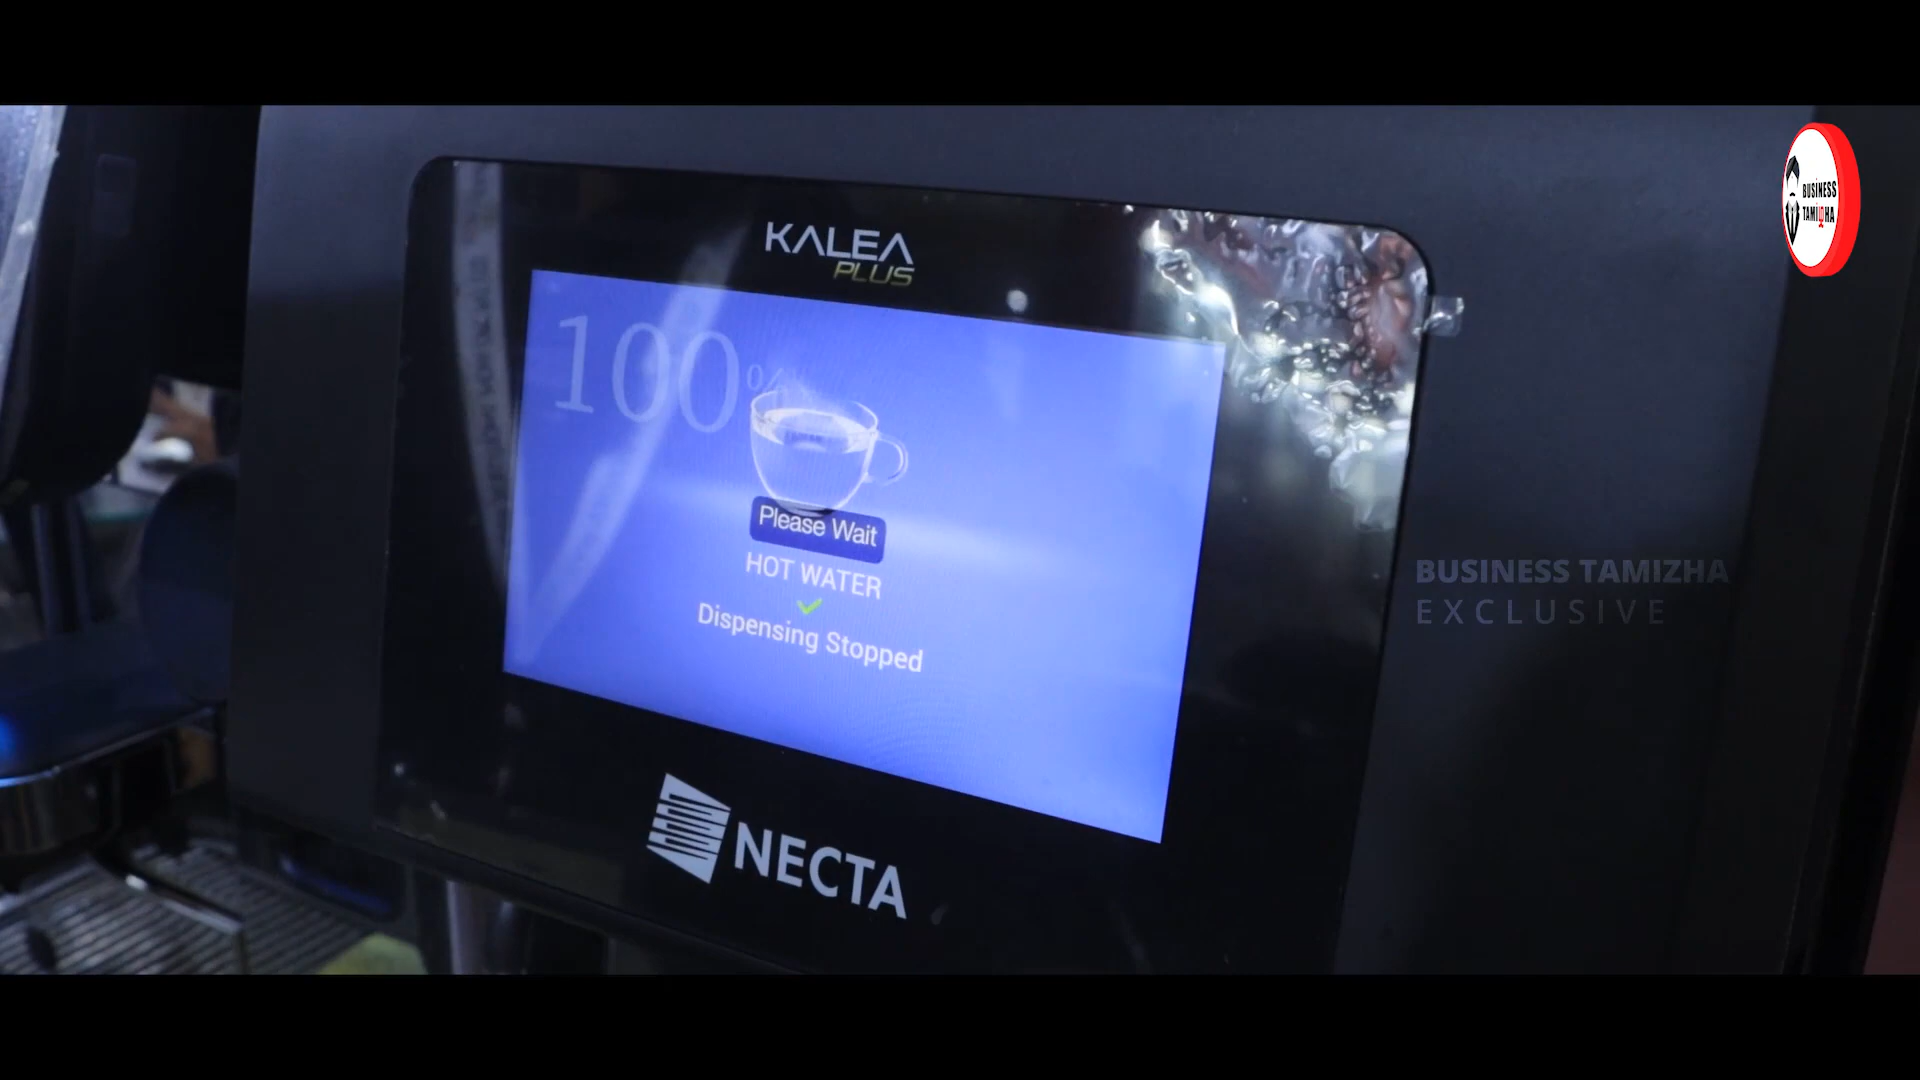 BUSINESS
TAMIZHA
KALEA
PLUS
100%
Please Wait
HOT WATER
Dispensing Stopped
BUSINESS TAMIZHA
EXCLUSIVE
NECTA